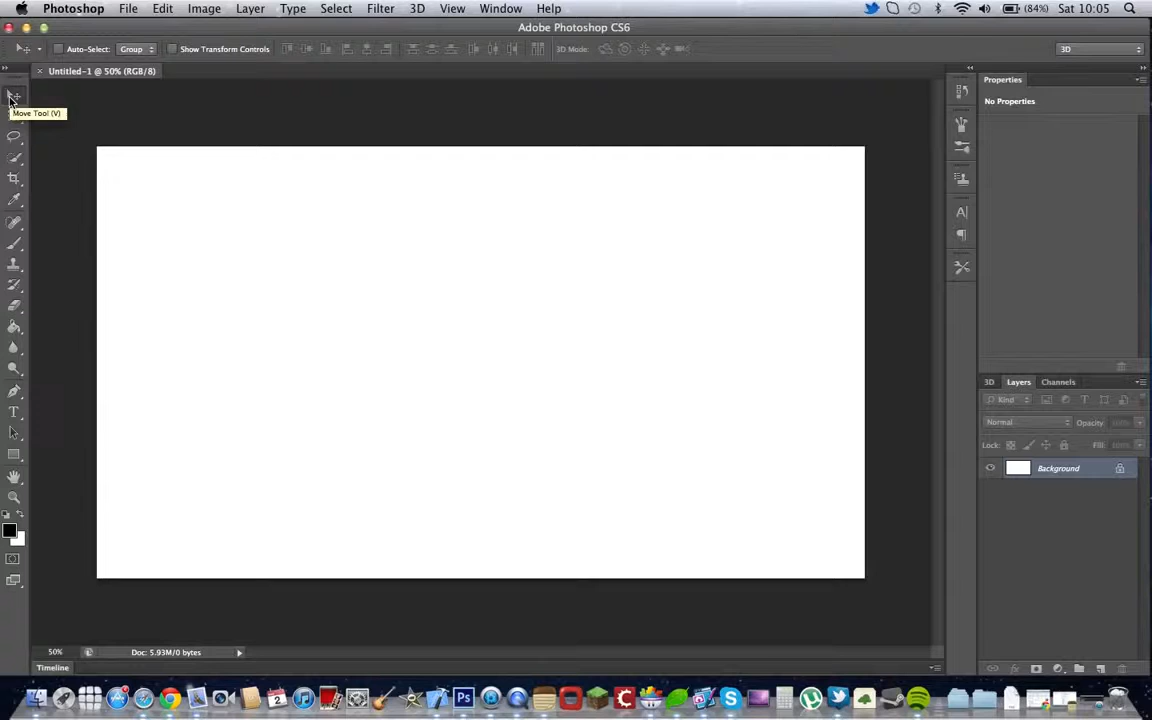 Photoshop File Edit Image Layer Type Select Filter 3D View Window Help (84%) Sat 10:05
Adobe Photoshop CS6
Auto-Select: Group Show Transform Controls 3D Mode: 3D
Untitled-1 @ 50% (RGB/8)
Properties
No Properties
Move Tool (V)
3D Layers Channels
Kind
Normal Opacity: 100%
Lock: Fill: 100%
Background
50% Doc: 5.93M/0 bytes
Timeline